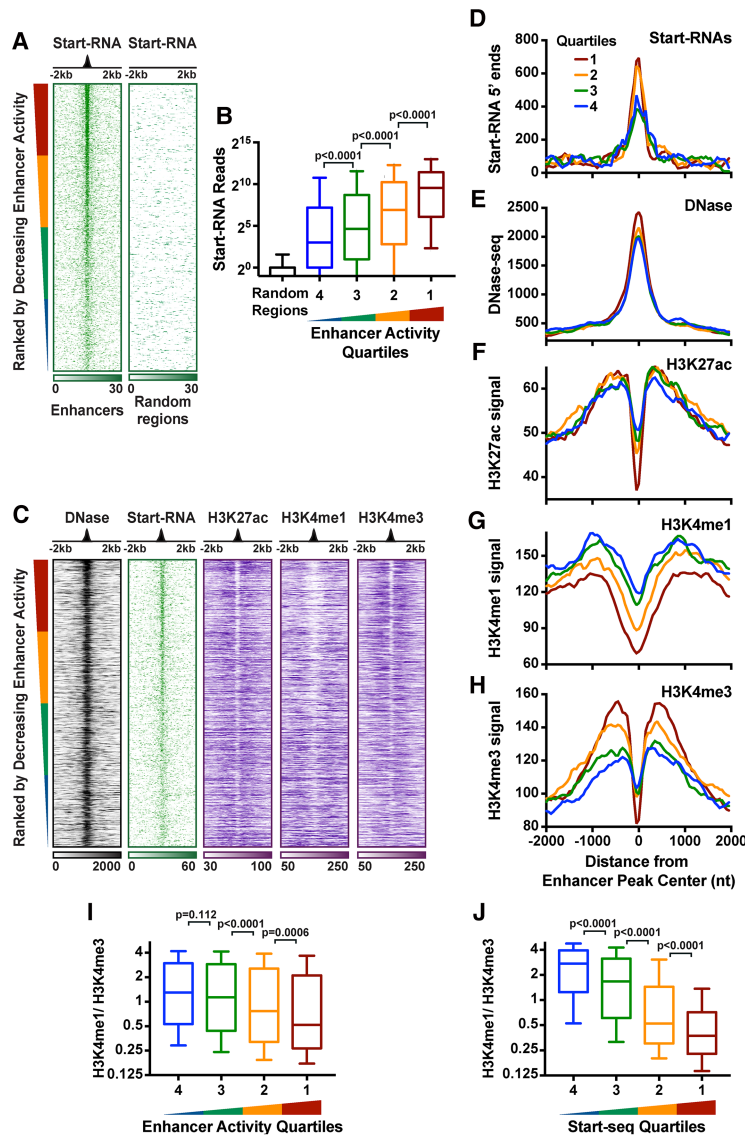 A
Start-RNA Start-RNA
-2kb 2kb -2kb 2kb
Ranked by Decreasing Enhancer Activity
0 30 0 30
Enhancers Random
regions
B
p<0.0001
p<0.0001
p<0.0001
Start-RNA Reads
2^15
2^10
2^5
2^0
Random
Regions
4 3 2 1
Enhancer Activity
Quartiles
C
DNase Start-RNA H3K27ac H3K4me1 H3K4me3
-2kb 2kb -2kb 2kb -2kb 2kb -2kb 2kb -2kb 2kb
Ranked by Decreasing Enhancer Activity
0 2000 0 60 30 100 50 250 50 250
D
Start-RNAs
Quartiles
1
2
3
4
Start-RNA 5' ends
800
600
400
200
0
E
DNase
DNase-seq
2500
2000
1500
1000
500
F
H3K27ac
H3K27ac signal
60
50
40
G
H3K4me1
H3K4me1 signal
150
120
90
60
H
H3K4me3
H3K4me3 signal
160
140
120
100
80
-2000 -1000 0 1000 2000
Distance from
Enhancer Peak Center (nt)
I
p=0.112
p<0.0001
p=0.0006
H3K4me1/ H3K4me3
4
2
1
0.5
0.25
0.125
4 3 2 1
Enhancer Activity Quartiles
J
p<0.0001
p<0.0001
p<0.0001
H3K4me1/ H3K4me3
4
2
1
0.5
0.25
0.125
4 3 2 1
Start-seq Quartiles